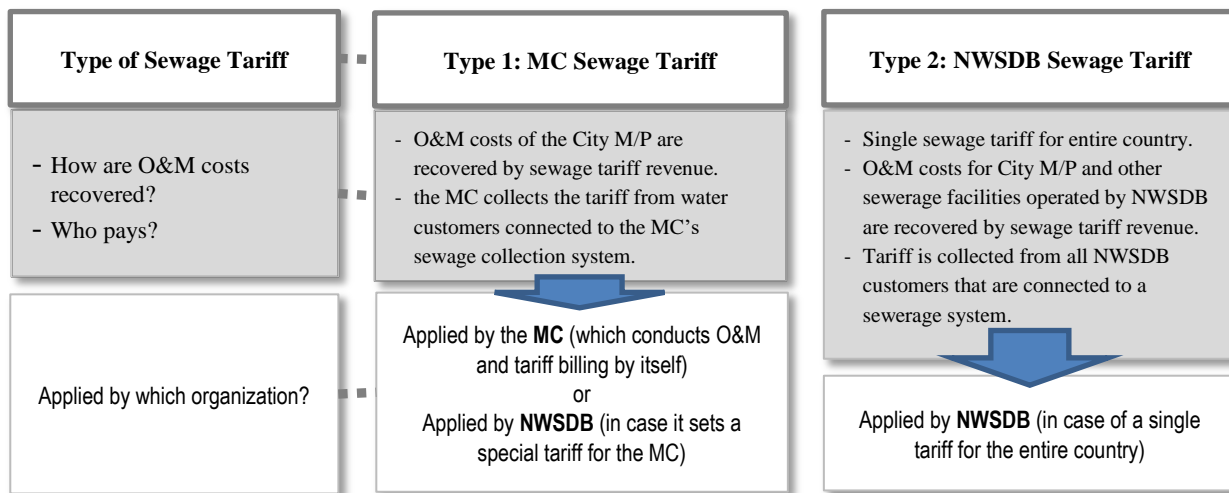 Type of Sewage Tariff
- How are O&M costs
recovered?
- Who pays?
Applied by which organization?
Type 1: MC Sewage Tariff
- O&M costs of the City M/P are
recovered by sewage tariff revenue.
- the MC collects the tariff from water
customers connected to the MC's
sewage collection system.
Applied by the MC (which conducts O&M
and tariff billing by itself)
or
Applied by NWSDB (in case it sets a
special tariff for the MC)
Type 2: NWSDB Sewage Tariff
- Single sewage tariff for entire country.
- O&M costs for City M/P and other
sewerage facilities operated by NWSDB
are recovered by sewage tariff revenue.
- Tariff is collected from all NWSDB
customers that are connected to a
sewerage system.
Applied by NWSDB (in case of a single
tariff for the entire country)